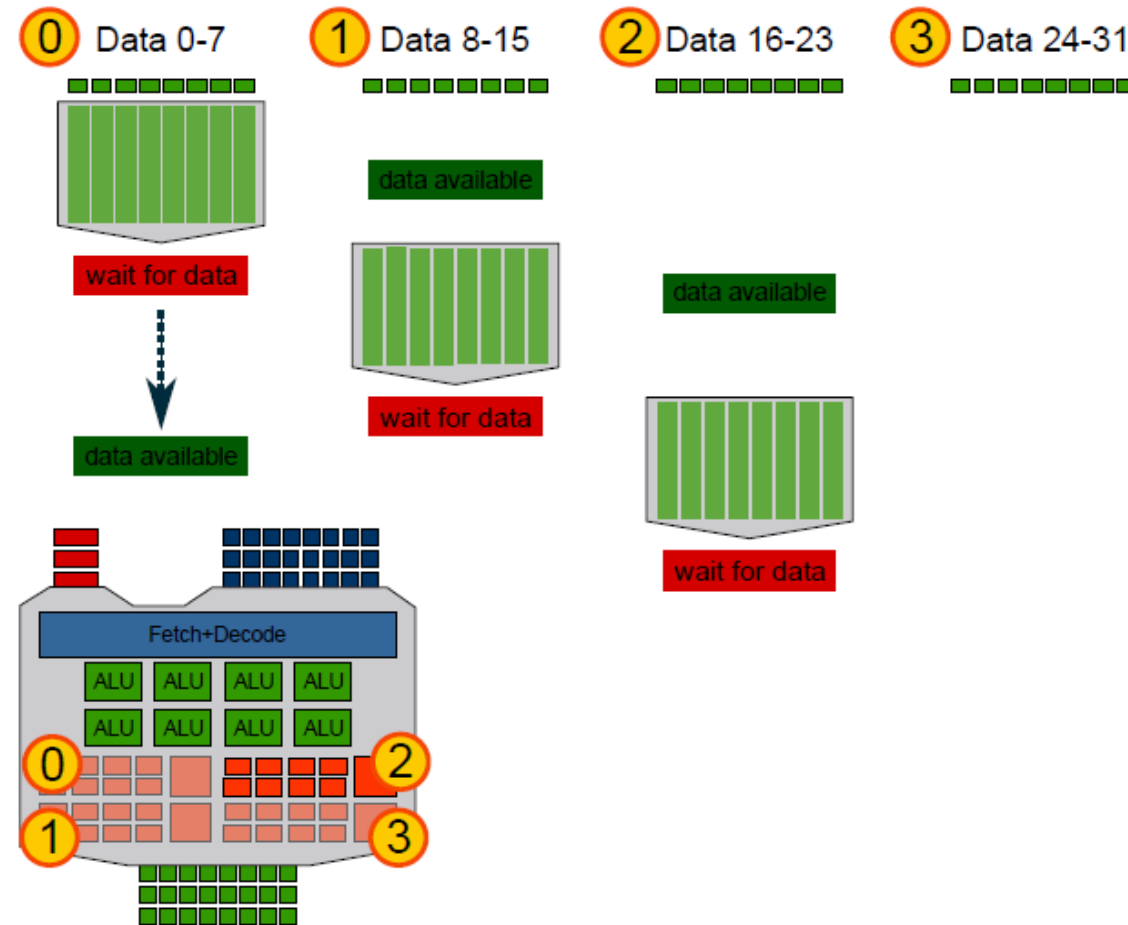 0 Data 0-7
1 Data 8-15
2 Data 16-23
3 Data 24-31
data available
wait for data
data available
wait for data
data available
wait for data
Fetch+Decode
ALU ALU ALU ALU
ALU ALU ALU ALU
0 2
1 3